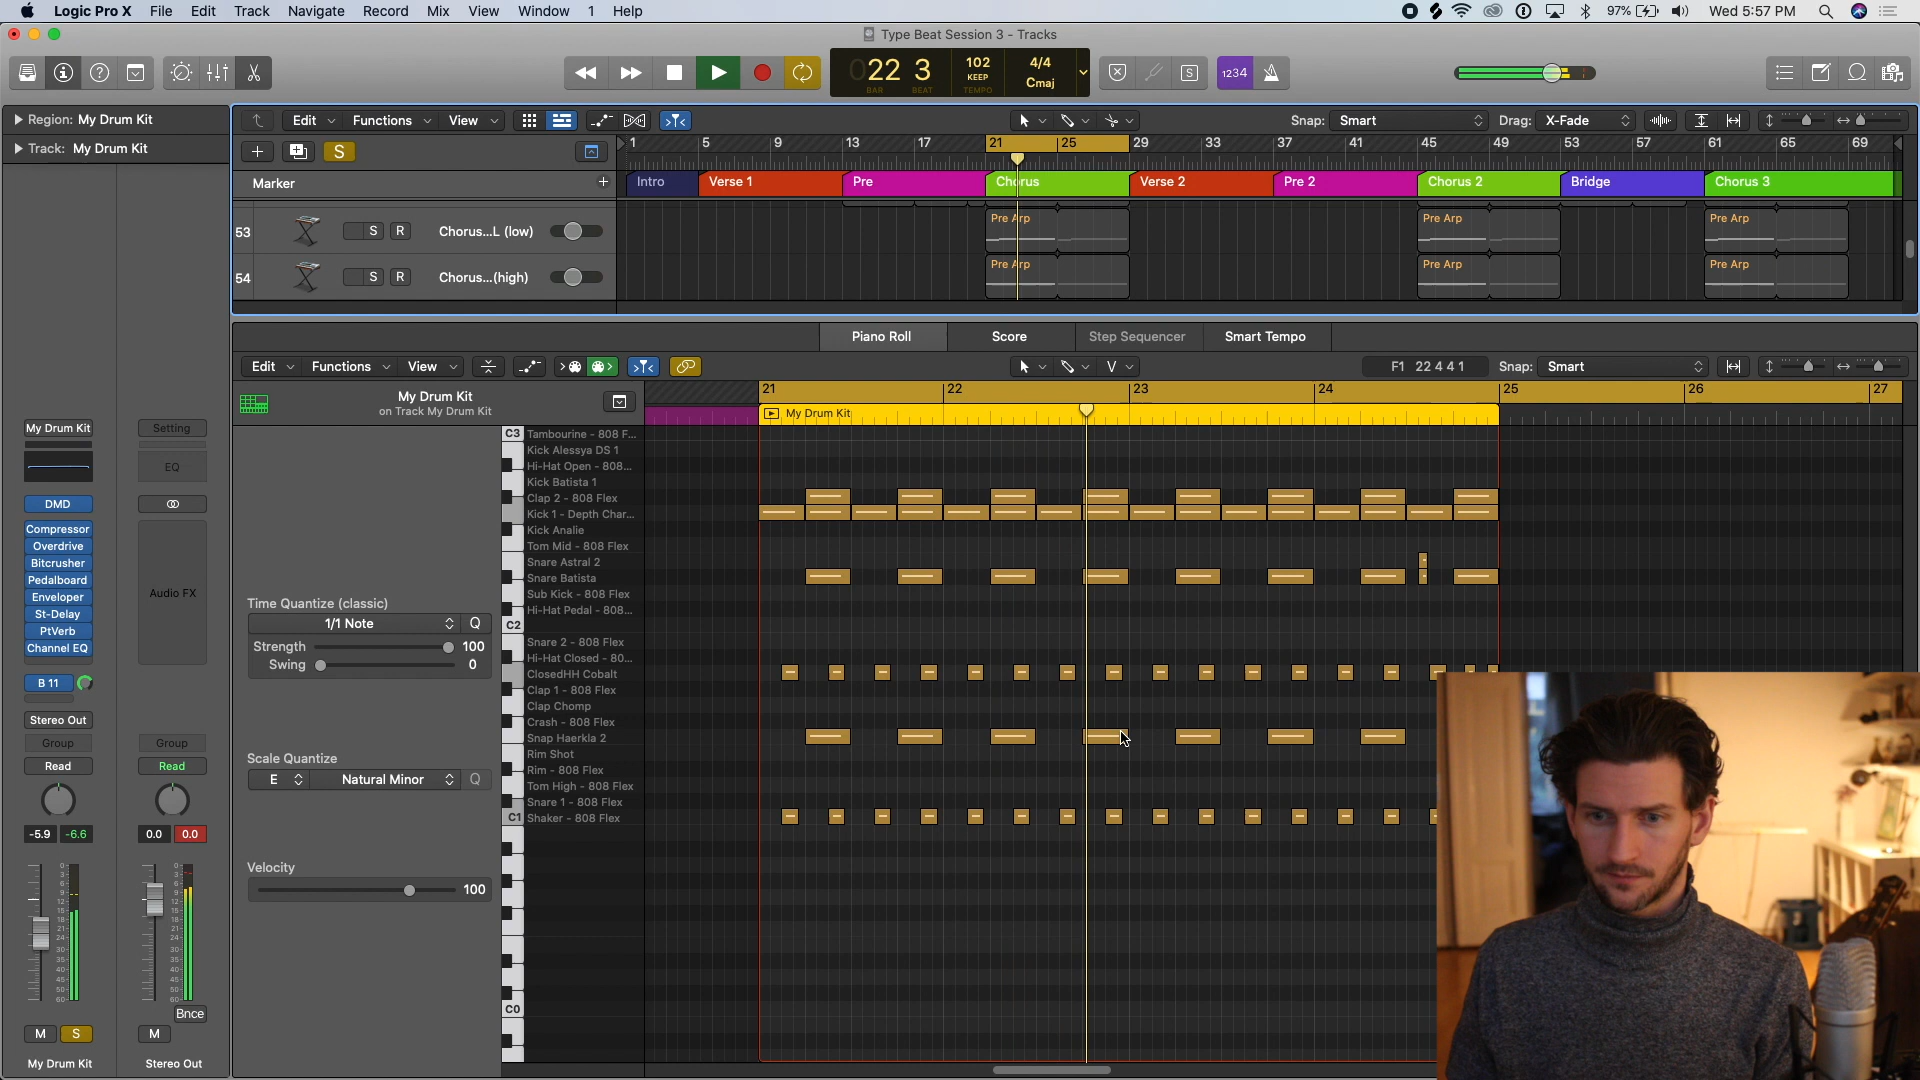 Logic Pro X File Edit Track Navigate Record Mix View Window 1 Help 97% Wed 5:57 PM
Type Beat Session 3 - Tracks
022 3 102 KEEP 4/4 Cmaj 1234
BAR BEAT TEMPO
Region: My Drum Kit
Track: My Drum Kit
Edit Functions View Snap: Smart Drag: X-Fade
S 1 5 9 13 17 21 25 29 33 37 41 45 49 53 57 61 65 69
Marker Intro Verse 1 Pre Chorus Verse 2 Pre 2 Chorus 2 Bridge Chorus 3
53 S R Chorus...L (low) Pre Arp Pre Arp Pre Arp
54 S R Chorus...(high) Pre Arp Pre Arp Pre Arp
Piano Roll Score Step Sequencer Smart Tempo
Edit Functions View F1 22 4 4 1 Snap: Smart
21 22 23 24 25 26 27
My Drum Kit
on Track My Drum Kit
My Drum Kit
C3 Tambourine - 808 F...
Kick Alessya DS 1
Hi-Hat Open - 808...
Kick Batista 1
Clap 2 - 808 Flex
Kick 1 - Depth Char...
Kick Analie
Tom Mid - 808 Flex
Snare Astral 2
Snare Batista
Sub Kick - 808 Flex
Hi-Hat Pedal - 808...
C2
Snare 2 - 808 Flex
Hi-Hat Closed - 80...
ClosedHH Cobalt
Clap 1 - 808 Flex
Clap Chomp
Crash - 808 Flex
Snap Haerkla 2
Rim Shot
Rim - 808 Flex
Tom High - 808 Flex
Snare 1 - 808 Flex
C1 Shaker - 808 Flex
C0
Time Quantize (classic)
1/1 Note Q
Strength 100
Swing 0
Scale Quantize
E Natural Minor Q
Velocity
100
My Drum Kit Setting
EQ
DMD
Compressor
Overdrive
Bitcrusher
Pedalboard
Enveloper
St-Delay
PtVerb
Channel EQ
Audio FX
B 11
Stereo Out
Group Group
Read Read
-5.9 -6.6 0.0 0.0
Bnce
M S M
My Drum Kit Stereo Out